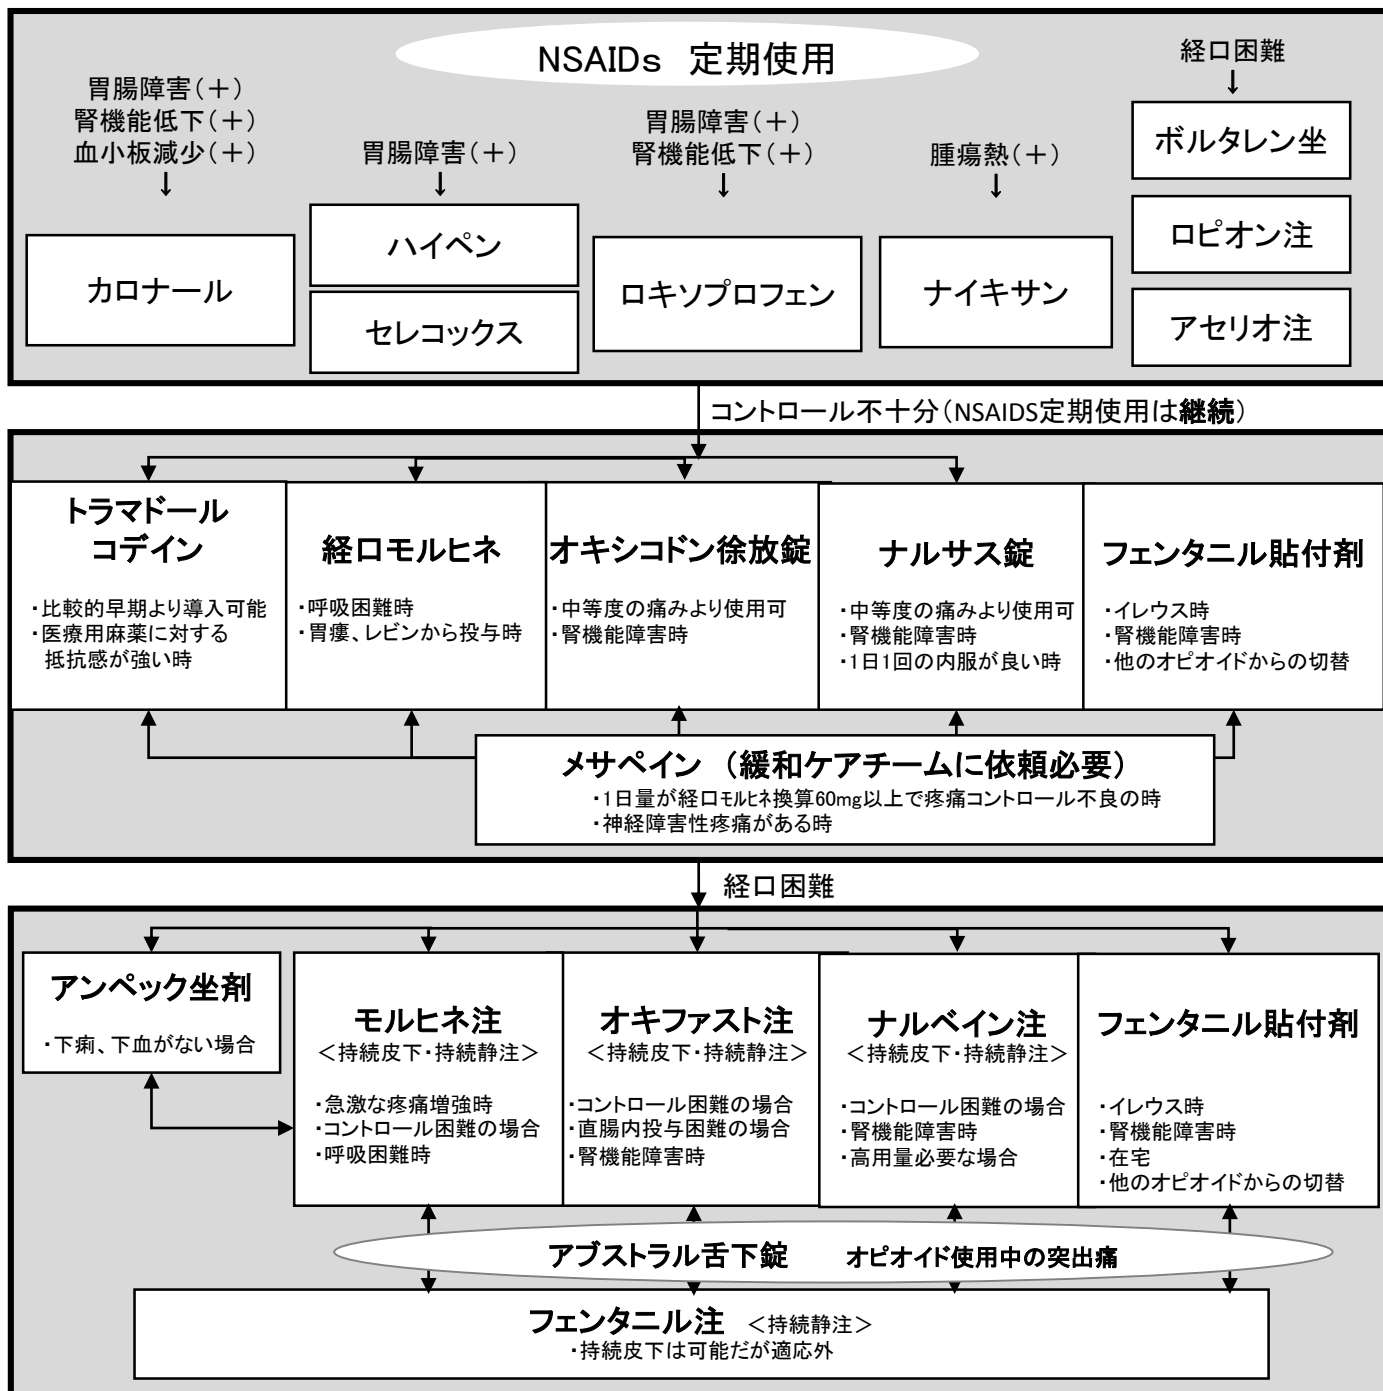 NSAIDs 定期使用
胃腸障害(＋)
腎機能低下(＋)
血小板減少(＋)
↓
カロナール
胃腸障害(＋)
↓
ハイペン
セレコックス
胃腸障害(＋)
腎機能低下(＋)
↓
ロキソプロフェン
腫瘍熱(＋)
↓
ナイキサン
経口困難
↓
ボルタレン坐
ロピオン注
アセリオ注
コントロール不十分(NSAIDS定期使用は継続)
トラマドール
コデイン
・比較的早期より導入可能
・医療用麻薬に対する
抵抗感が強い時
経口モルヒネ
・呼吸困難時
・胃瘻、レビンから投与時
オキシコドン徐放錠
・中等度の痛みより使用可
・腎機能障害時
ナルサス錠
・中等度の痛みより使用可
・腎機能障害時
・1日1回の内服が良い時
フェンタニル貼付剤
・イレウス時
・腎機能障害時
・他のオピオイドからの切替
メサペイン (緩和ケアチームに依頼必要)
・1日量が経口ﾓﾙﾋﾈ換算60mg以上で疼痛コントロール不良の時
・神経障害性疼痛がある時
経口困難
アンペック坐剤
・下痢、下血がない場合
モルヒネ注
＜持続皮下・持続静注＞
・急激な疼痛増強時
・コントロール困難の場合
・呼吸困難時
オキファスト注
＜持続皮下・持続静注＞
・コントロール困難の場合
・直腸内投与困難の場合
・腎機能障害時
ナルベイン注
＜持続皮下・持続静注＞
・コントロール困難の場合
・腎機能障害時
・高用量必要な場合
フェンタニル貼付剤
・イレウス時
・腎機能障害時
・在宅
・他のオピオイドからの切替
アブストラル舌下錠 オピオイド使用中の突出痛
フェンタニル注 ＜持続静注＞
・持続皮下は可能だが適応外